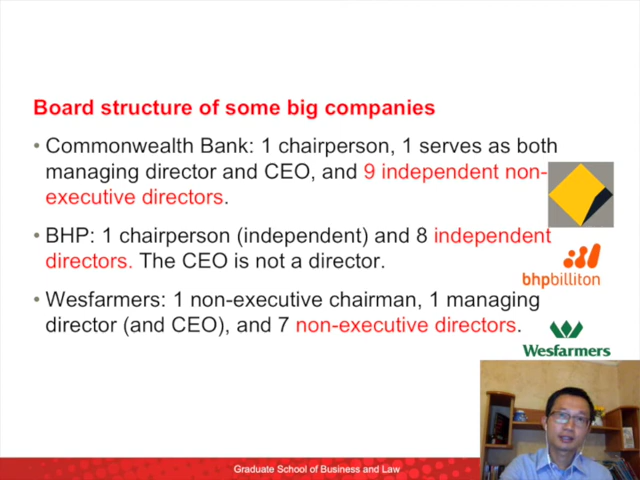 Board structure of some big companies
• Commonwealth Bank: 1 chairperson, 1 serves as both
managing director and CEO, and 9 independent non-
executive directors.
• BHP: 1 chairperson (independent) and 8 independent
directors. The CEO is not a director.
bhpbilliton
• Wesfarmers: 1 non-executive chairman, 1 managing
director (and CEO), and 7 non-executive directors.
Wesfarmers
Graduate School of Business and Law